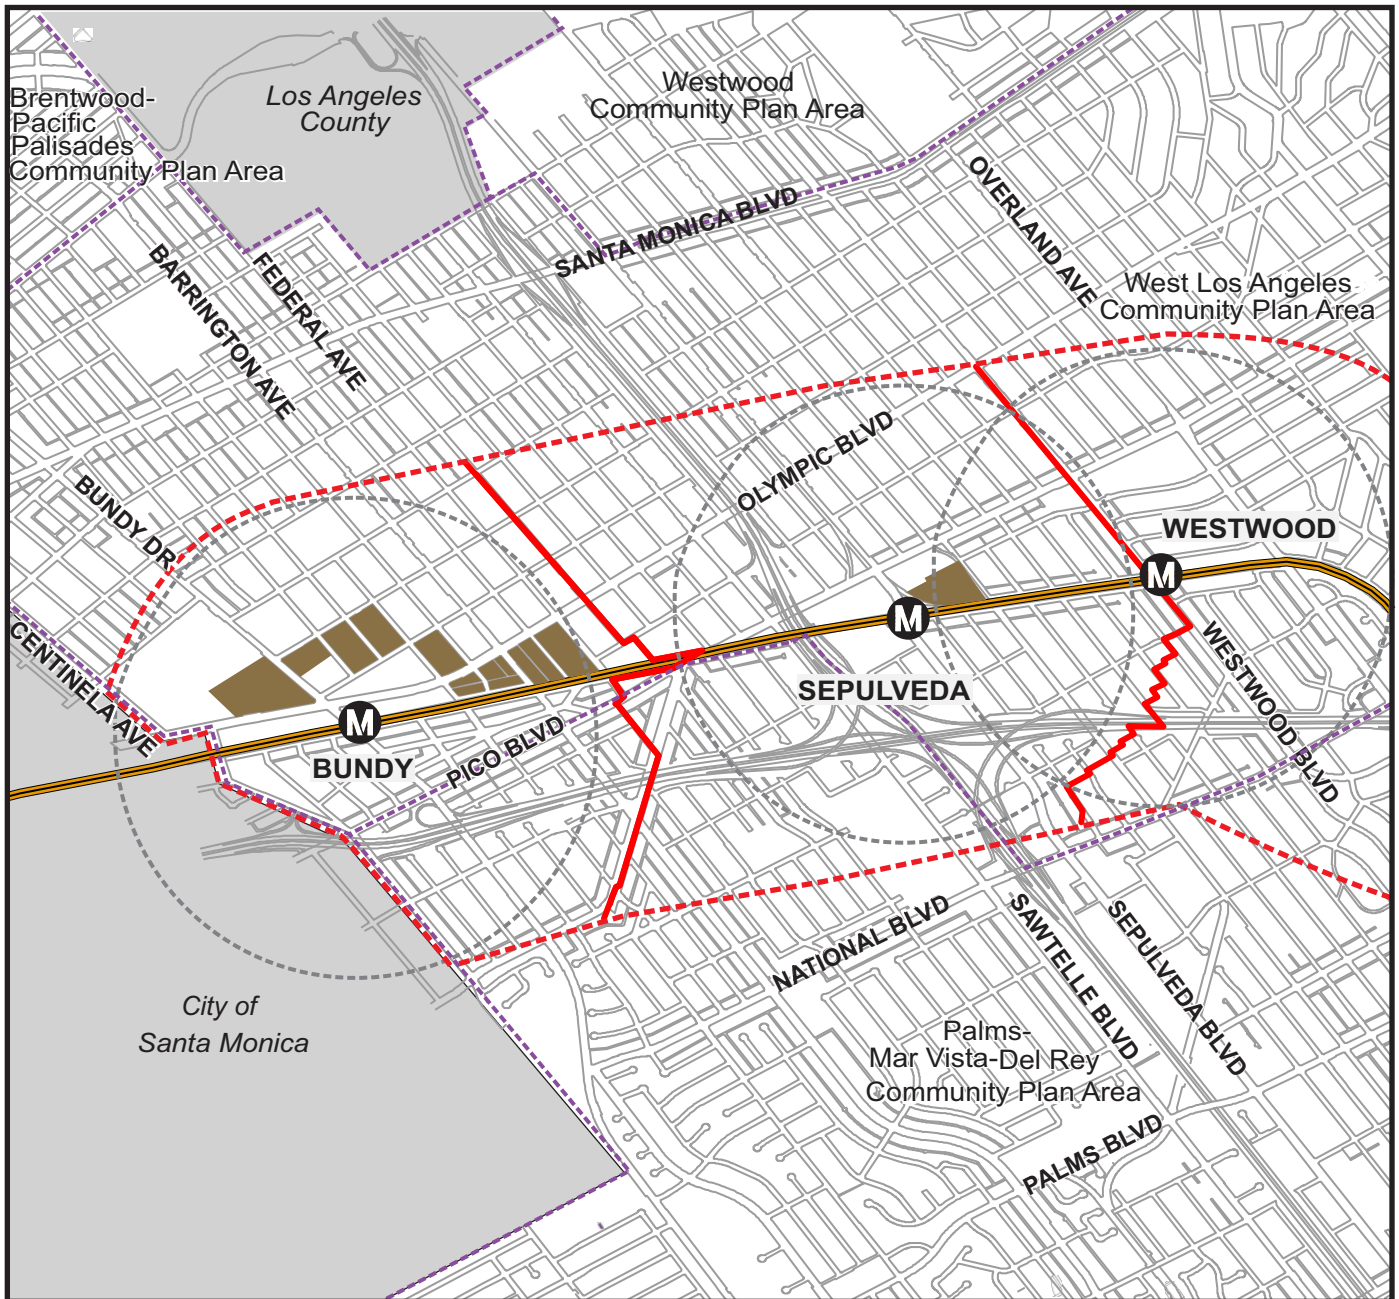 Westwood
Community Plan Area
Los Angeles
County
Brentwood-
Pacific
Palisades
Community Plan Area
OVERLAND AVE
SANTA MONICA BLVD
BARRINGTON AVE
FEDERAL AVE
West Los Angeles
Community Plan Area
OLYMPIC BLVD
BUNDY DR
WESTWOOD
M
M
M
CENTINELA AVE
WESTWOOD BLVD
SEPULVEDA
PICO BLVD
BUNDY
NATIONAL BLVD
SAWTELLE BLVD
SEPULVEDA BLVD
City of
Santa Monica
Palms-
Mar Vista-Del Rey
Community Plan Area
PALMS BLVD